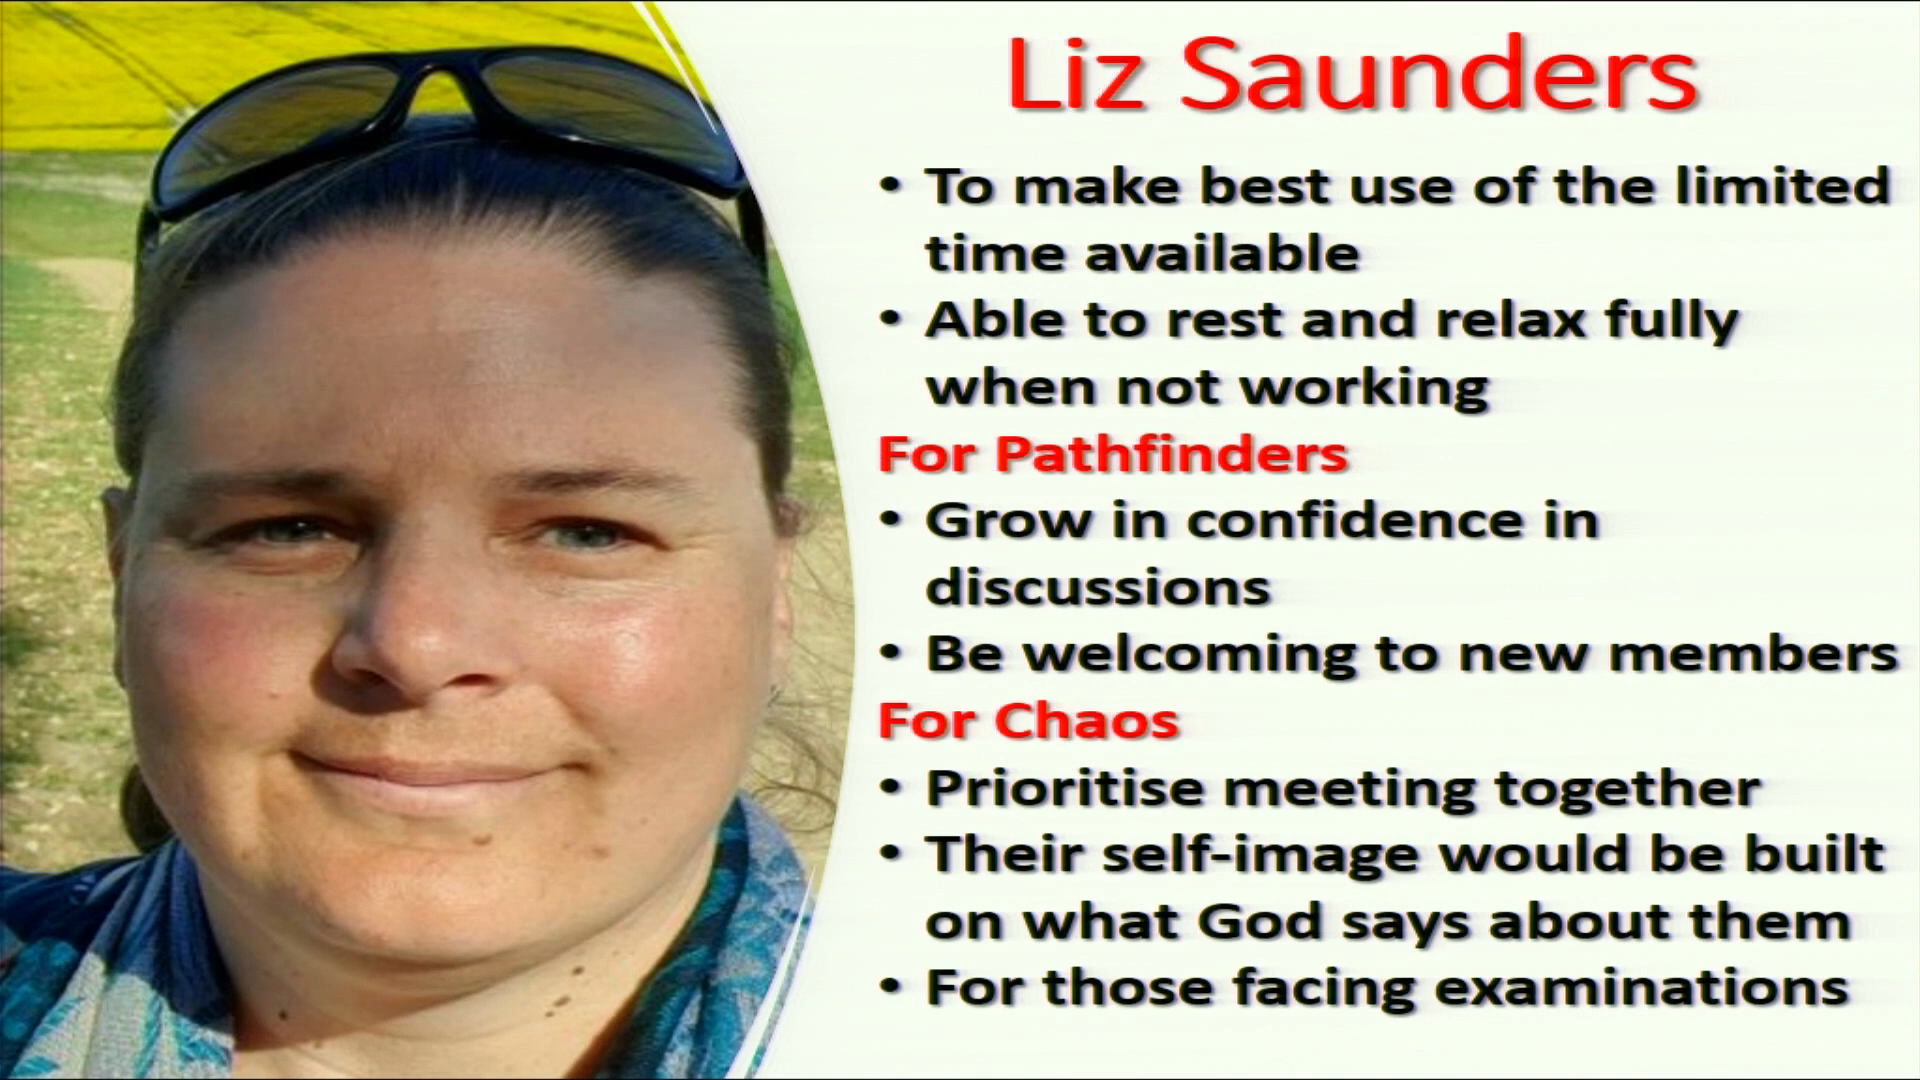 Liz Saunders
• To make best use of the limited
time available
• Able to rest and relax fully
when not working
For Pathfinders
• Grow in confidence in
discussions
• Be welcoming to new members
For Chaos
• Prioritise meeting together
• Their self-image would be built
on what God says about them
• For those facing examinations